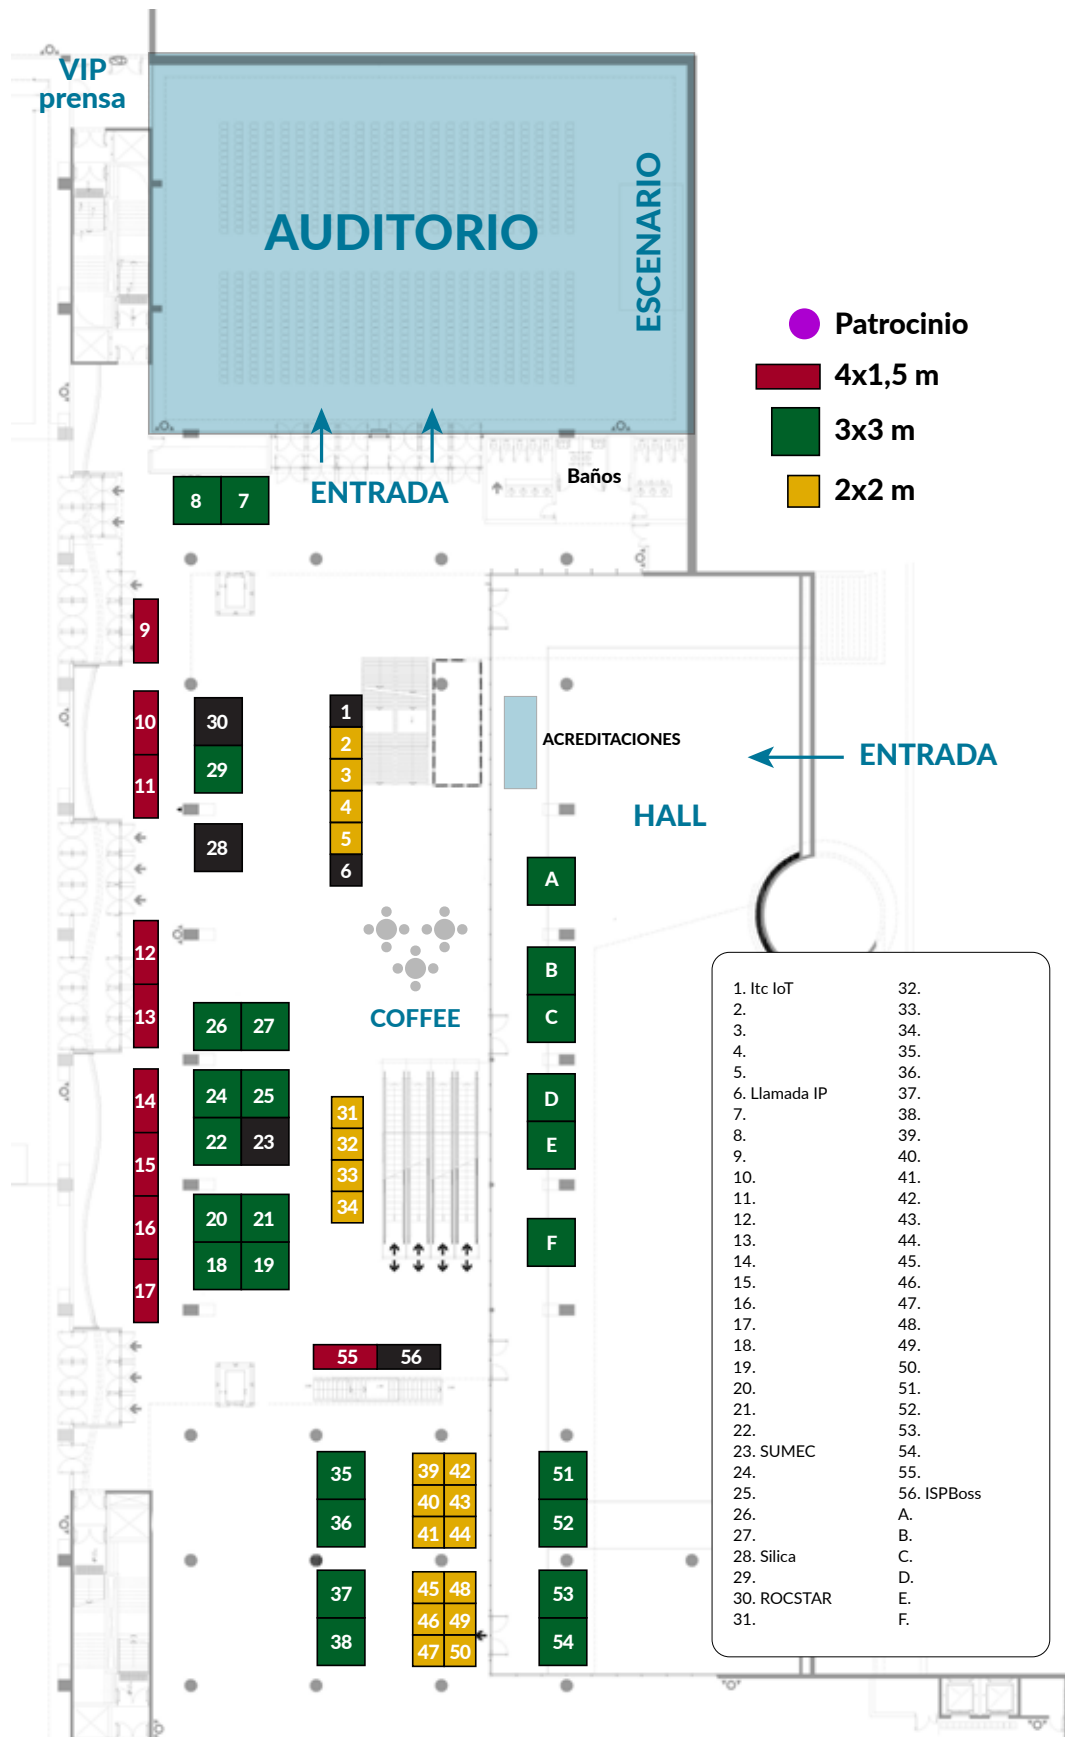 VIP
prensa
AUDITORIO
ESCENARIO
Patrocinio
4x1,5 m
3x3 m
2x2 m
Baños
ENTRADA
8 7
9
10
11
30
29
28
1
2
3
4
5
6
ACREDITACIONES
ENTRADA
HALL
A
B
C
D
E
F
12
13
26 27
COFFEE
14
15
16
17
24 25
22 23
20 21
18 19
31
32
33
34
55 56
35
36
37
38
39 42
40 43
41 44
45 48
46 49
47 50
51
52
53
54
1. Itc IoT
2.
3.
4.
5.
6. Llamada IP
7.
8.
9.
10.
11.
12.
13.
14.
15.
16.
17.
18.
19.
20.
21.
22.
23. SUMEC
24.
25.
26.
27.
28. Silica
29.
30. ROCSTAR
31.
32.
33.
34.
35.
36.
37.
38.
39.
40.
41.
42.
43.
44.
45.
46.
47.
48.
49.
50.
51.
52.
53.
54.
55.
56. ISPBoss
A.
B.
C.
D.
E.
F.